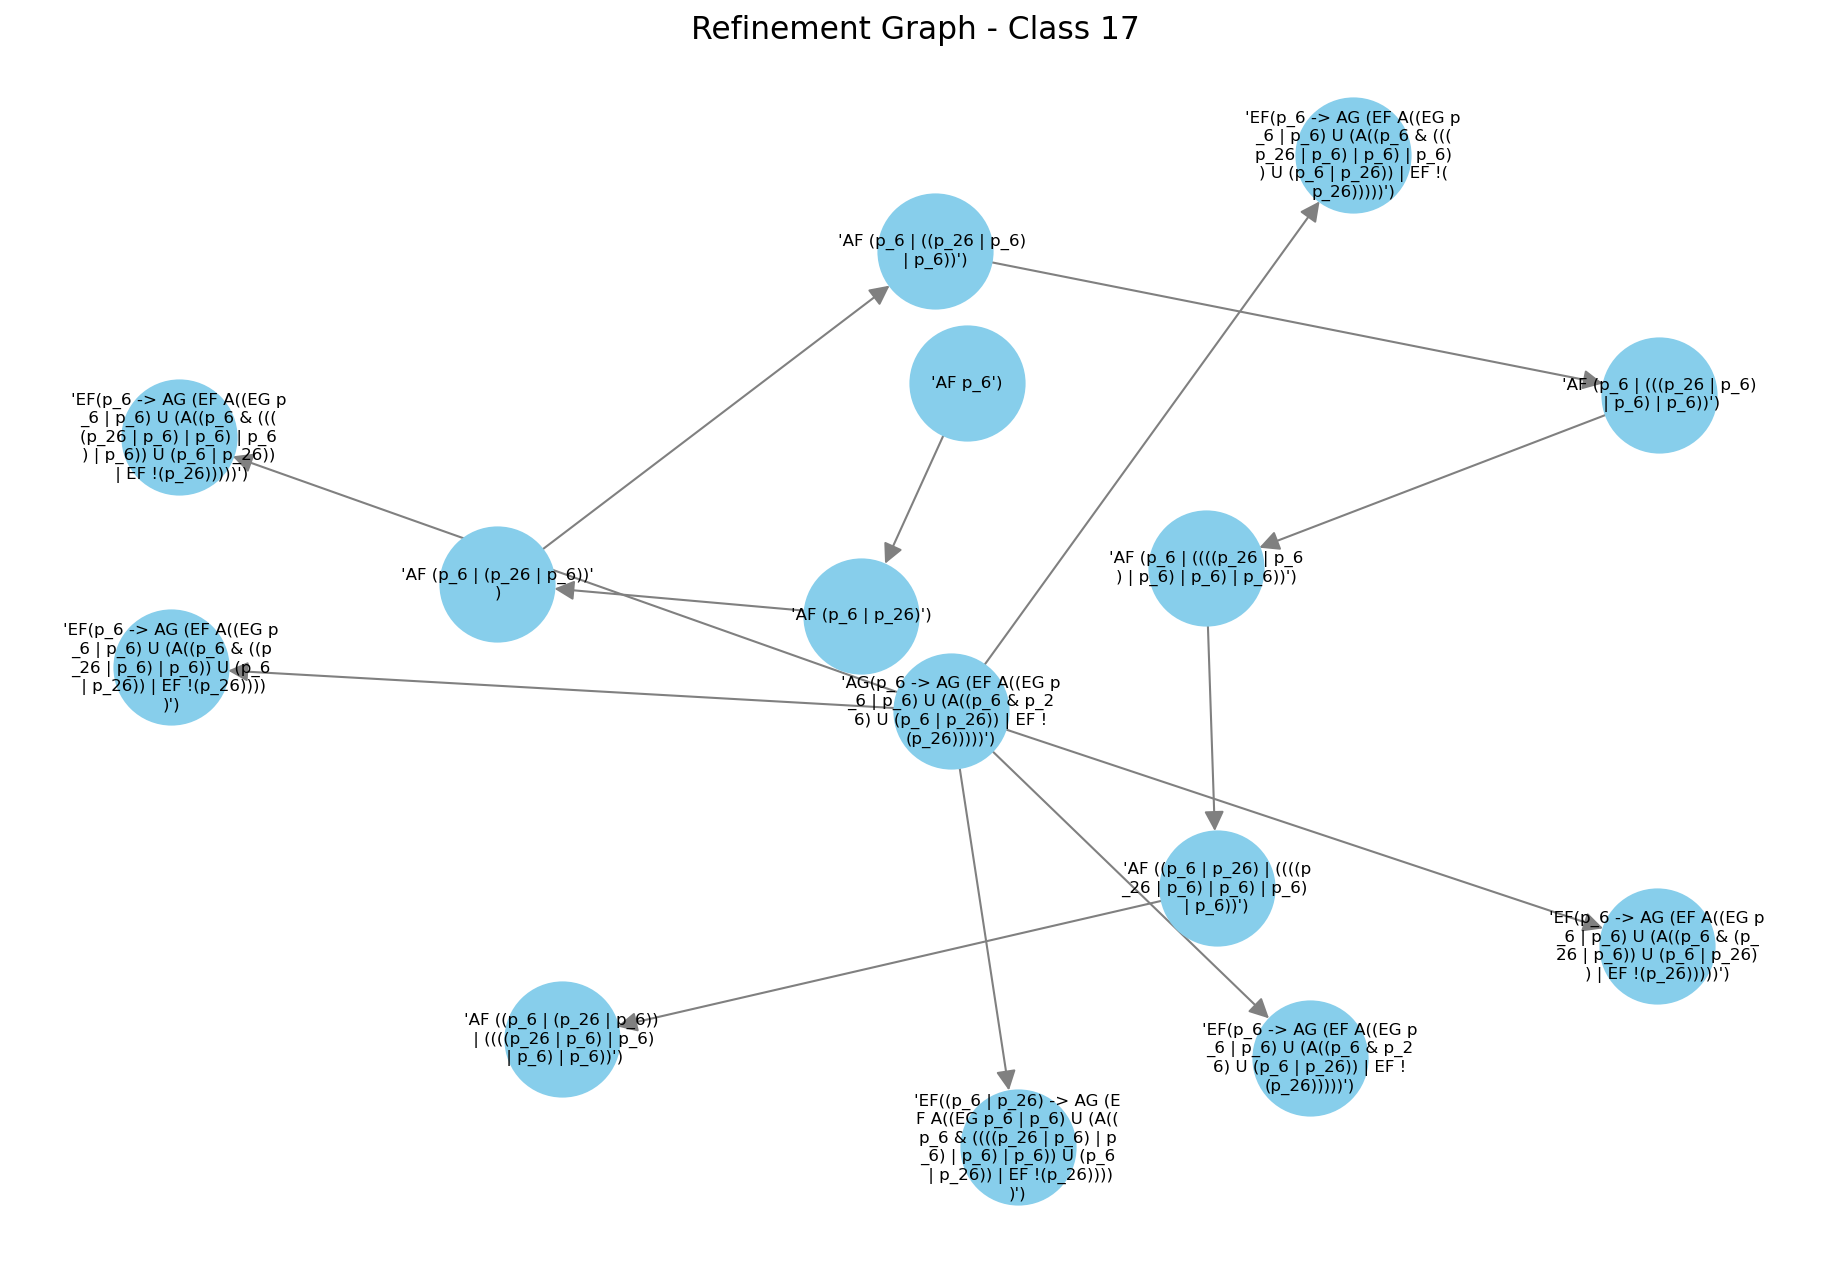 Refinement Graph - Class 17
'EF(p_6 -> AG (EF A((EG p
_6 | p_6) U (A((p_6 & (((
p_26 | p_6) | p_6) | p_6)
) U (p_6 | p_26)) | EF !(
p_26)))))')
'AF (p_6 | ((p_26 | p_6)
| p_6))')
'AF p_6')
'AF (p_6 | (((p_26 | p_6)
| p_6) | p_6))')
'EF(p_6 -> AG (EF A((EG p
_6 | p_6) U (A((p_6 & (((
(p_26 | p_6) | p_6) | p_6
) | p_6)) U (p_6 | p_26))
| EF !(p_26)))))')
'AF (p_6 | ((((p_26 | p_6
) | p_6) | p_6) | p_6))')
'AF (p_6 | (p_26 | p_6))'
)
'AF (p_6 | p_26)')
'EF(p_6 -> AG (EF A((EG p
_6 | p_6) U (A((p_6 & ((p
_26 | p_6) | p_6)) U (p_6
| p_26)) | EF !(p_26))))
)')
'AG(p_6 -> AG (EF A((EG p
_6 | p_6) U (A((p_6 & p_2
6) U (p_6 | p_26)) | EF !
(p_26)))))')
'AF ((p_6 | p_26) | ((((p
_26 | p_6) | p_6) | p_6)
| p_6))')
'EF(p_6 -> AG (EF A((EG p
_6 | p_6) U (A((p_6 & (p_
26 | p_6)) U (p_6 | p_26)
) | EF !(p_26)))))')
'AF ((p_6 | (p_26 | p_6))
| ((((p_26 | p_6) | p_6)
| p_6) | p_6))')
'EF(p_6 -> AG (EF A((EG p
_6 | p_6) U (A((p_6 & p_2
6) U (p_6 | p_26)) | EF !
(p_26)))))')
'EF((p_6 | p_26) -> AG (E
F A((EG p_6 | p_6) U (A((
p_6 & ((((p_26 | p_6) | p
_6) | p_6) | p_6)) U (p_6
| p_26)) | EF !(p_26))))
)')